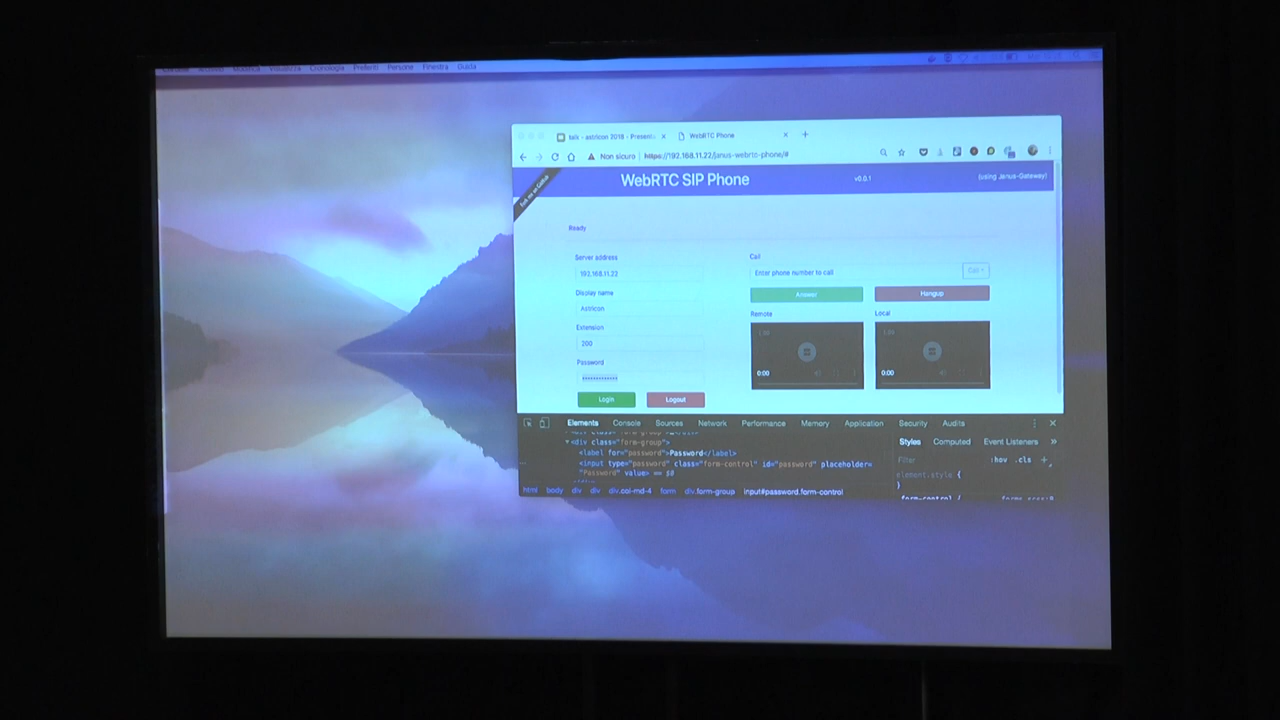 Cronologia Preferiti Persone Finestra Guida
talk - astricon 2018 - Presenta × WebRTC Phone × +
Non sicuro | https://192.168.11.22/janus-webrtc-phone/#
Fork me on GitHub
WebRTC SIP Phone v0.0.1 (using Janus-Gateway)
Ready
Server address
192.168.11.22
Display name
Astricon
Extension
200
Password
Login Logout
Call
Enter phone number to call Call
Answer Hangup
Remote Local
0:00 0:00
Elements Console Sources Network Performance Memory Application Security Audits
<div class="form-group">
<label for="password">Password</label>
<input type="password" class="form-control" id="password" placeholder=
"Password" value> == $0
html body div div div.col-md-4 form div.form-group input#password.form-control
Styles Computed Event Listeners »
Filter :hov .cls +
element.style {
}